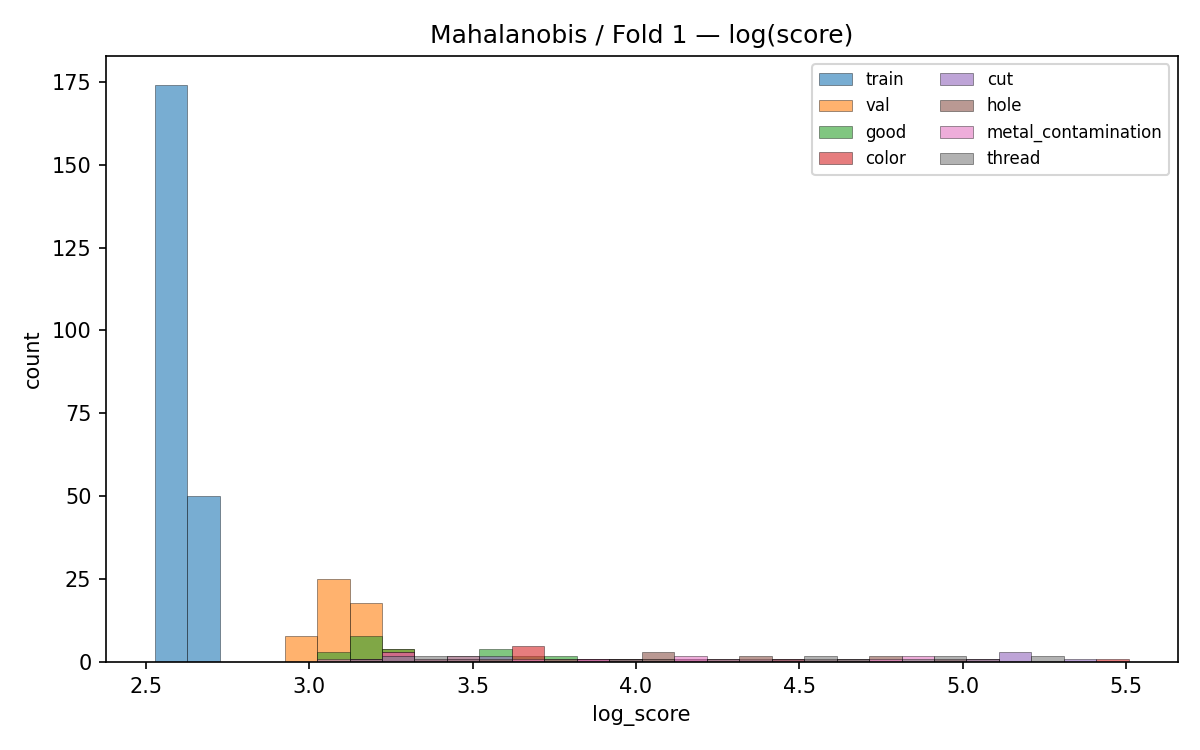 Mahalanobis / Fold 1 — log(score)
175
150
125
100
75
50
25
0
count
train
val
good
color
cut
hole
metal_contamination
thread
2.5 3.0 3.5 4.0 4.5 5.0 5.5
log_score